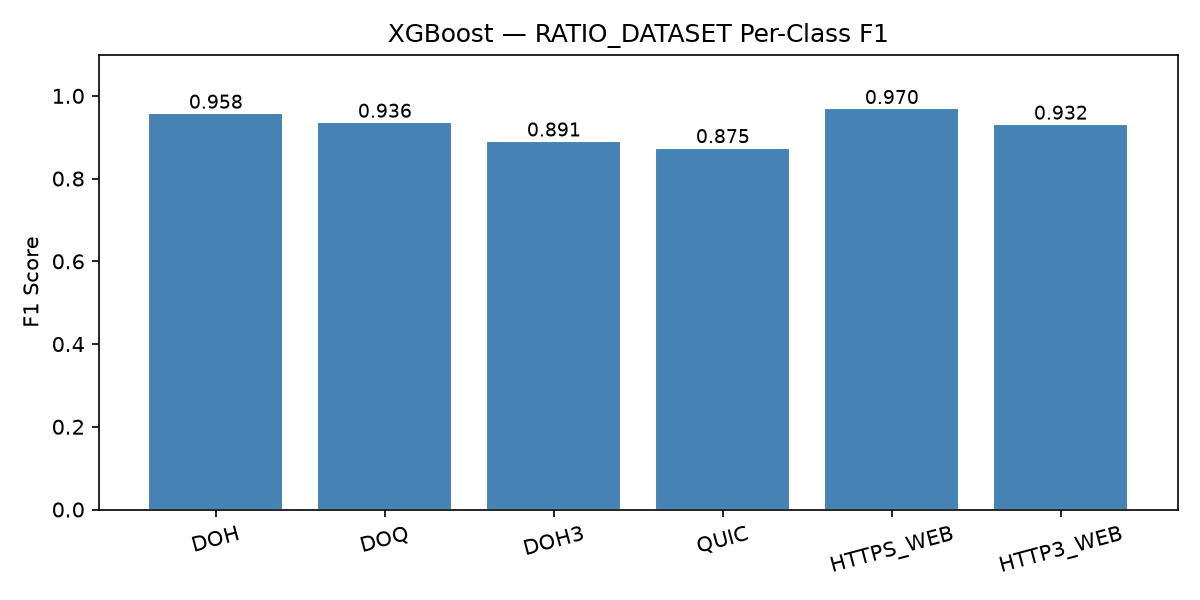 XGBoost — RATIO_DATASET Per-Class F1
F1 Score
1.0
0.8
0.6
0.4
0.2
0.0
0.958
0.936
0.891
0.875
0.970
0.932
DOH
DOQ
DOH3
QUIC
HTTPS_WEB
HTTP3_WEB